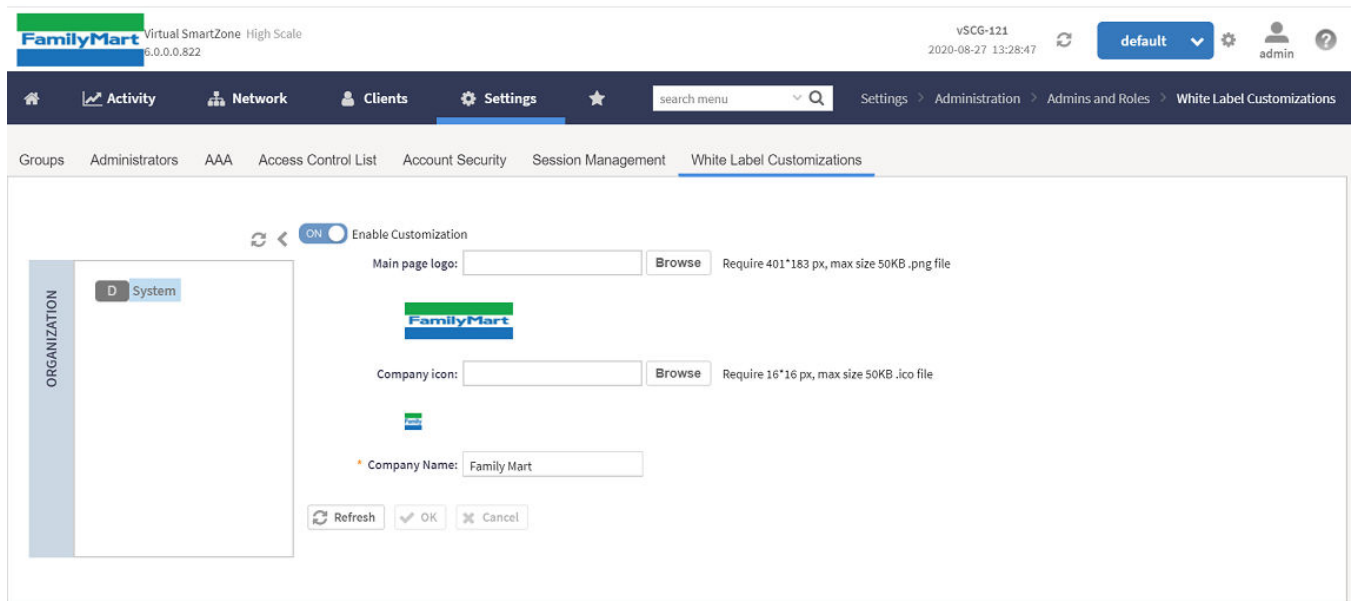 FamilyMart
Virtual SmartZone High Scale
6.0.0.0.822
vSCG-121
2020-08-27 13:28:47
default
admin
Activity
Network
Clients
Settings
search menu
Settings > Administration > Admins and Roles > White Label Customizations
Groups
Administrators
AAA
Access Control List
Account Security
Session Management
White Label Customizations
ORGANIZATION
D System
ON Enable Customization
Main page logo: Browse Require 401*183 px, max size 50KB .png file
FamilyMart
Company icon: Browse Require 16*16 px, max size 50KB .ico file
Family
* Company Name: Family Mart
Refresh
OK
Cancel